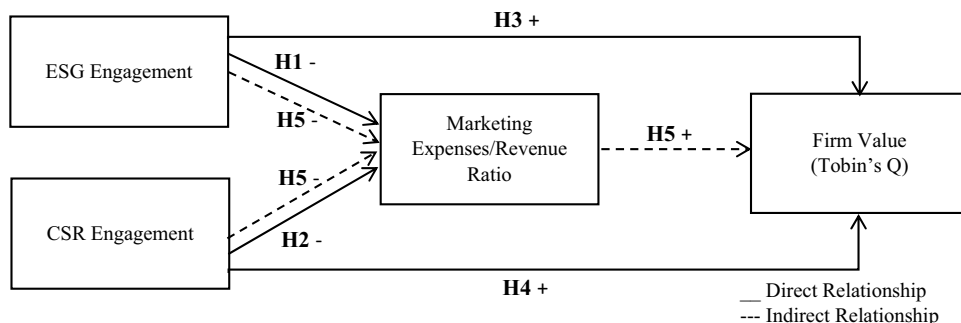 H3 +
ESG Engagement
H1 -
H5 -
Marketing
Expenses/Revenue
Ratio
H5 +
Firm Value
(Tobin's Q)
H5 -
CSR Engagement
H2 -
H4 +
__ Direct Relationship
--- Indirect Relationship